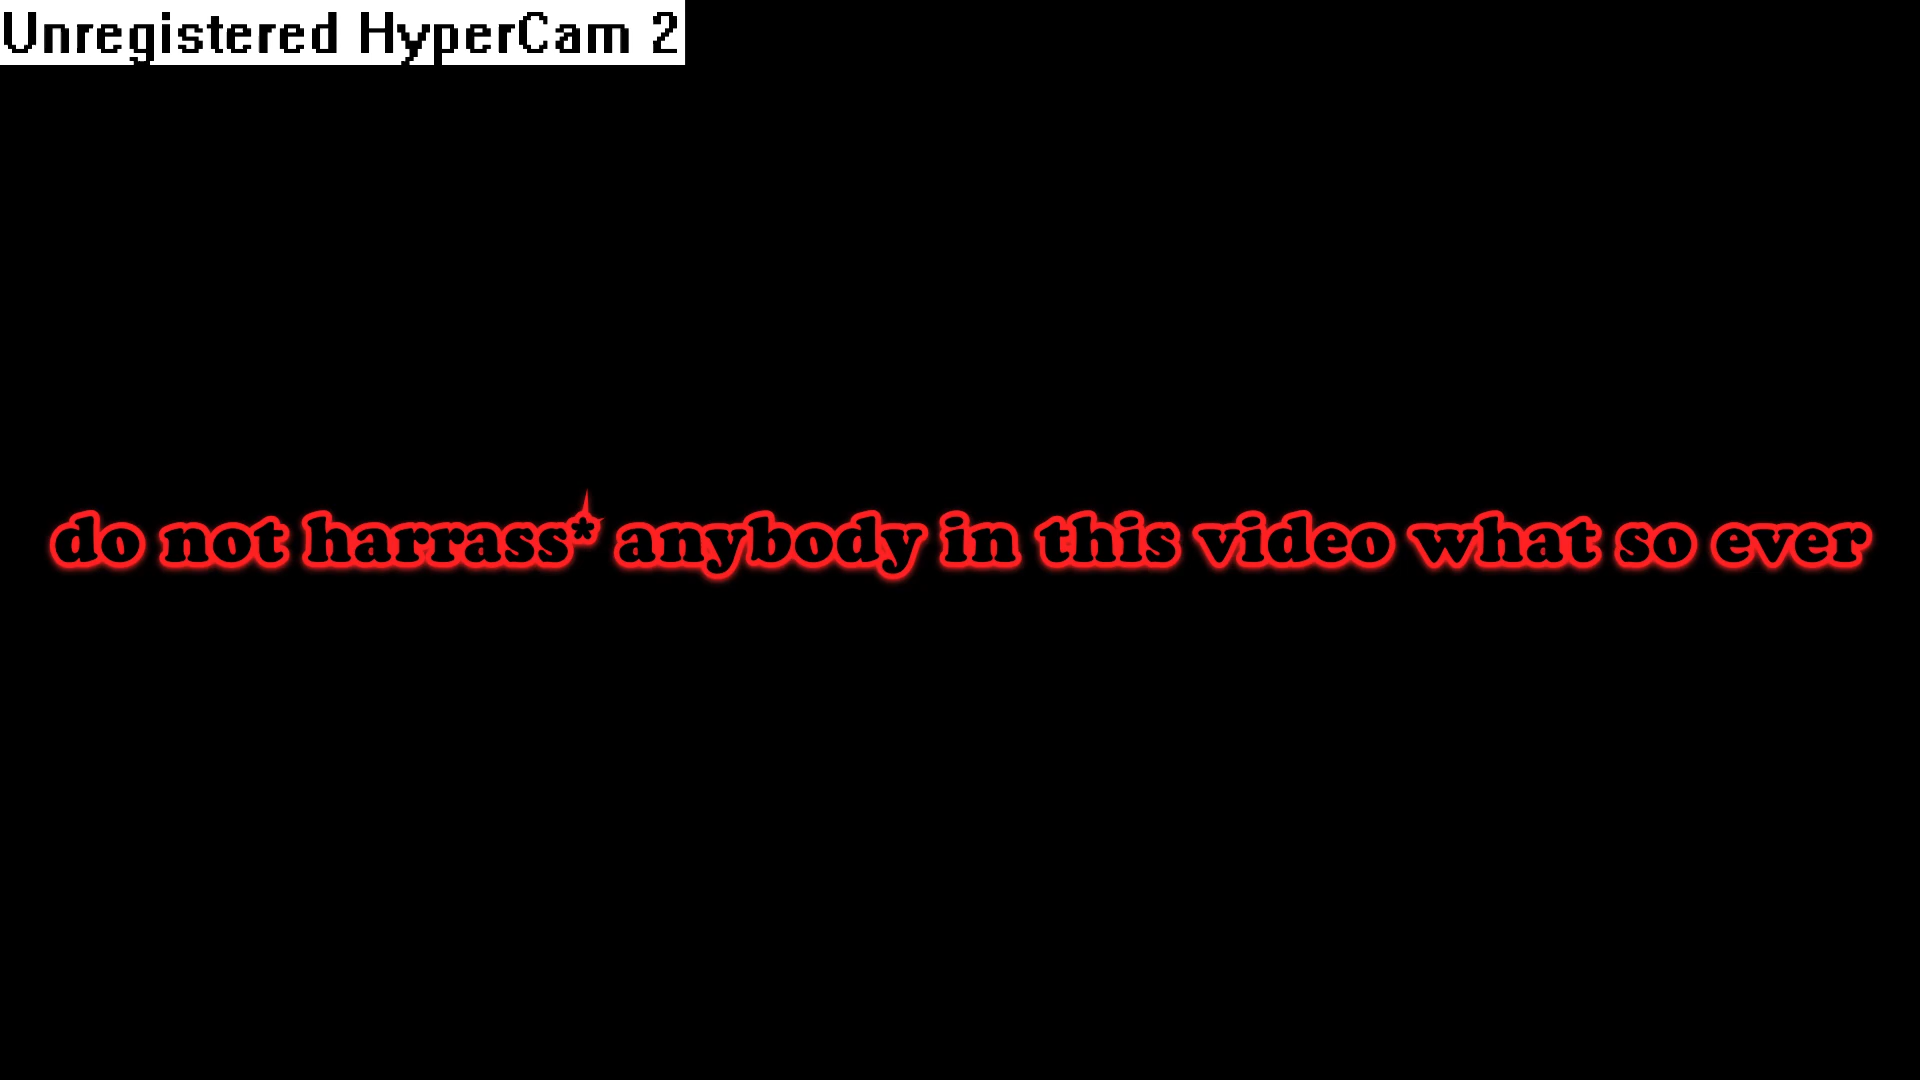 Unregistered HyperCam 2
do not harrass* anybody in this video what so ever